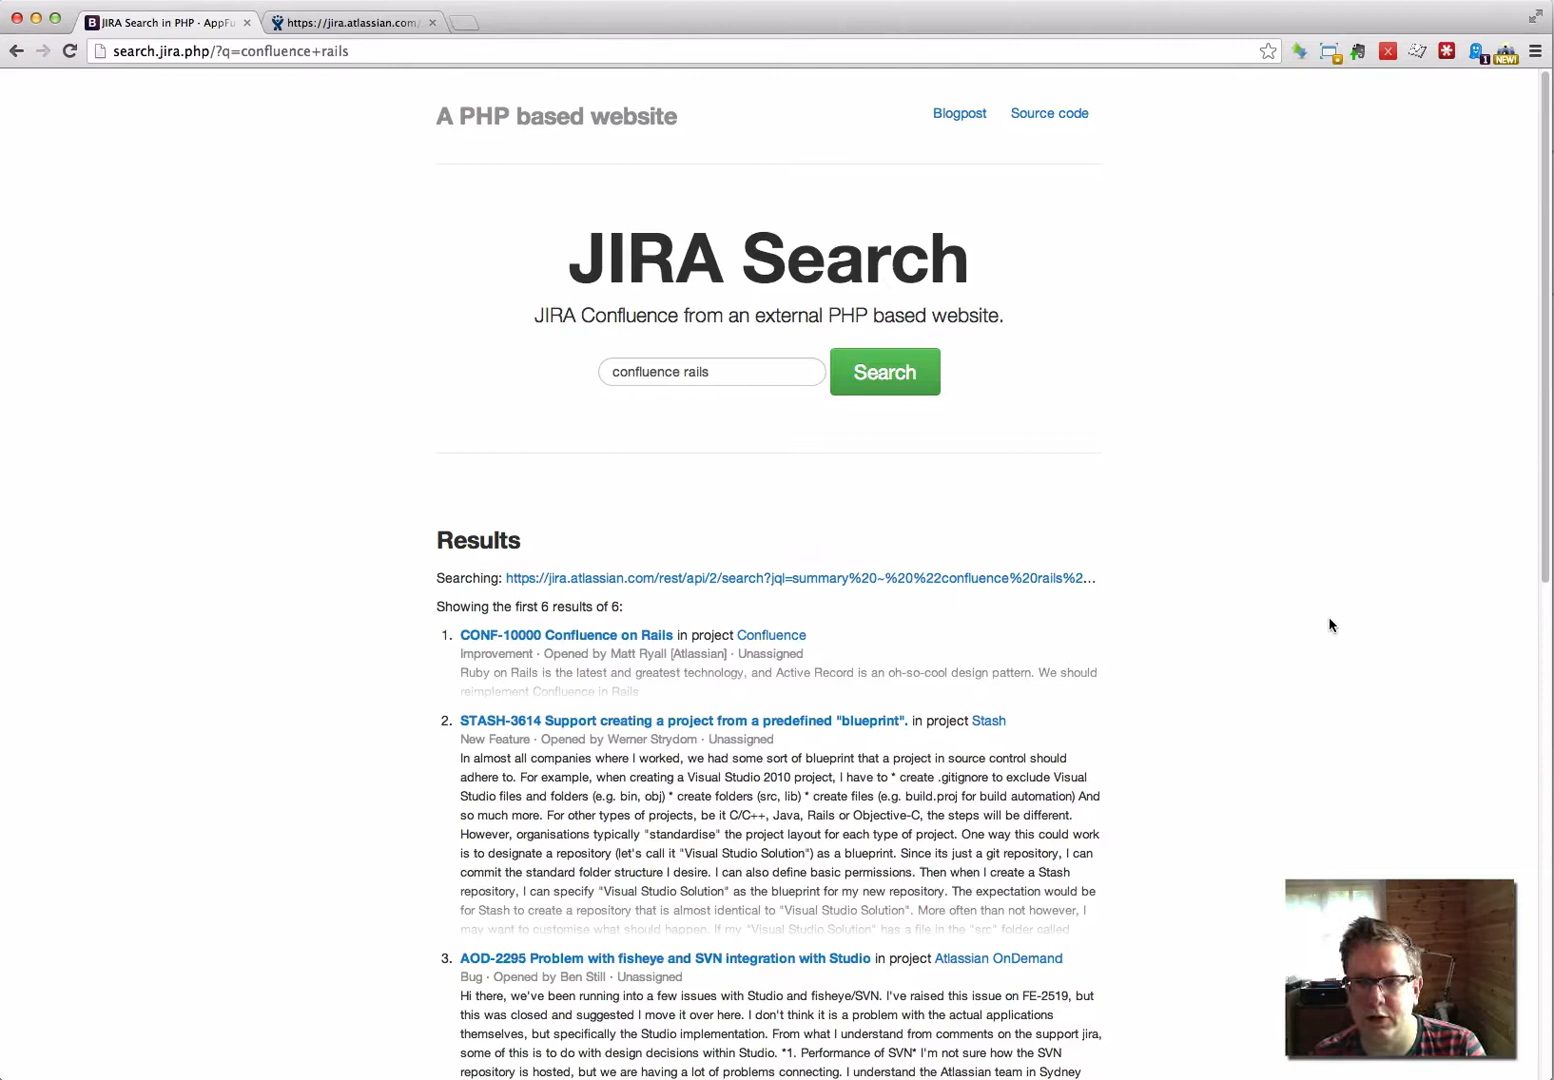 JIRA Search in PHP · AppFu
https://jira.atlassian.com/
search.jira.php/?q=confluence+rails
1
NEW!
A PHP based website
Blogpost
Source code
JIRA Search
JIRA Confluence from an external PHP based website.
confluence rails
Search
Results
Searching: https://jira.atlassian.com/rest/api/2/search?jql=summary%20~%20%22confluence%20rails%2...
Showing the first 6 results of 6:
1. CONF-10000 Confluence on Rails in project Confluence
Improvement · Opened by Matt Ryall [Atlassian] · Unassigned
Ruby on Rails is the latest and greatest technology, and Active Record is an oh-so-cool design pattern. We should
reimplement Confluence in Rails
2. STASH-3614 Support creating a project from a predefined "blueprint". in project Stash
New Feature · Opened by Werner Strydom · Unassigned
In almost all companies where I worked, we had some sort of blueprint that a project in source control should
adhere to. For example, when creating a Visual Studio 2010 project, I have to * create .gitignore to exclude Visual
Studio files and folders (e.g. bin, obj) * create folders (src, lib) * create files (e.g. build.proj for build automation) And
so much more. For other types of projects, be it C/C++, Java, Rails or Objective-C, the steps will be different.
However, organisations typically "standardise" the project layout for each type of project. One way this could work
is to designate a repository (let's call it "Visual Studio Solution") as a blueprint. Since its just a git repository, I can
commit the standard folder structure I desire. I can also define basic permissions. Then when I create a Stash
repository, I can specify "Visual Studio Solution" as the blueprint for my new repository. The expectation would be
for Stash to create a repository that is almost identical to "Visual Studio Solution". More often than not however, I
may want to customise what should happen. If my "Visual Studio Solution" has a file in the "src" folder called
3. AOD-2295 Problem with fisheye and SVN integration with Studio in project Atlassian OnDemand
Bug · Opened by Ben Still · Unassigned
Hi there, we've been running into a few issues with Studio and fisheye/SVN. I've raised this issue on FE-2519, but
this was closed and suggested I move it over here. I don't think it is a problem with the actual applications
themselves, but specifically the Studio implementation. From what I understand from comments on the support jira,
some of this is to do with design decisions within Studio. *1. Performance of SVN* I'm not sure how the SVN
repository is hosted, but we are having a lot of problems connecting. I understand the Atlassian team in Sydney